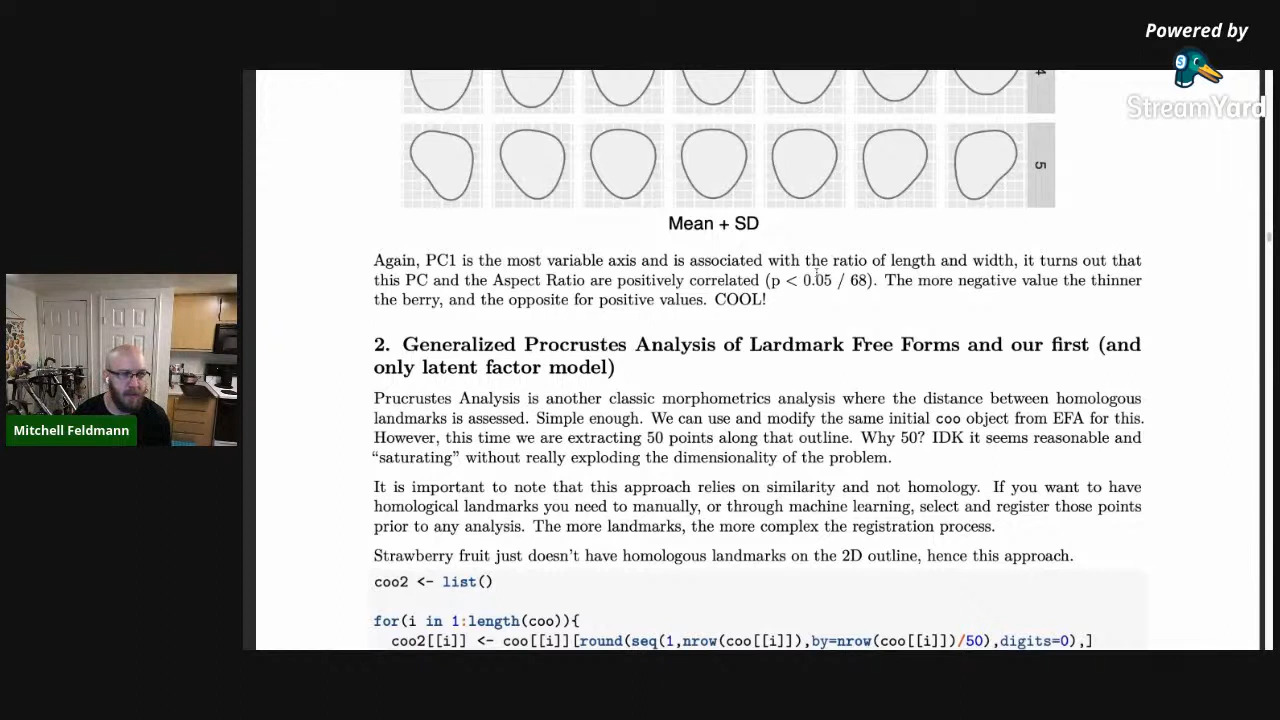 Powered by
S
StreamYard
4
5
Mean + SD
Again, PC1 is the most variable axis and is associated with the ratio of length and width, it turns out that
this PC and the Aspect Ratio are positively correlated (p < 0.05 / 68). The more negative value the thinner
the berry, and the opposite for positive values. COOL!
2. Generalized Procrustes Analysis of Lardmark Free Forms and our first (and
only latent factor model)
Prucrustes Analysis is another classic morphometrics analysis where the distance between homologous
landmarks is assessed. Simple enough. We can use and modify the same initial coo object from EFA for this.
However, this time we are extracting 50 points along that outline. Why 50? IDK it seems reasonable and
“saturating” without really exploding the dimensionality of the problem.
It is important to note that this approach relies on similarity and not homology. If you want to have
homological landmarks you need to manually, or through machine learning, select and register those points
prior to any analysis. The more landmarks, the more complex the registration process.
Strawberry fruit just doesn't have homologous landmarks on the 2D outline, hence this approach.
coo2 <- list()
for(i in 1:length(coo)){
coo2[[i]] <- coo[[i]][round(seq(1,nrow(coo[[i]]),by=nrow(coo[[i]])/50),digits=0),]
Mitchell Feldmann